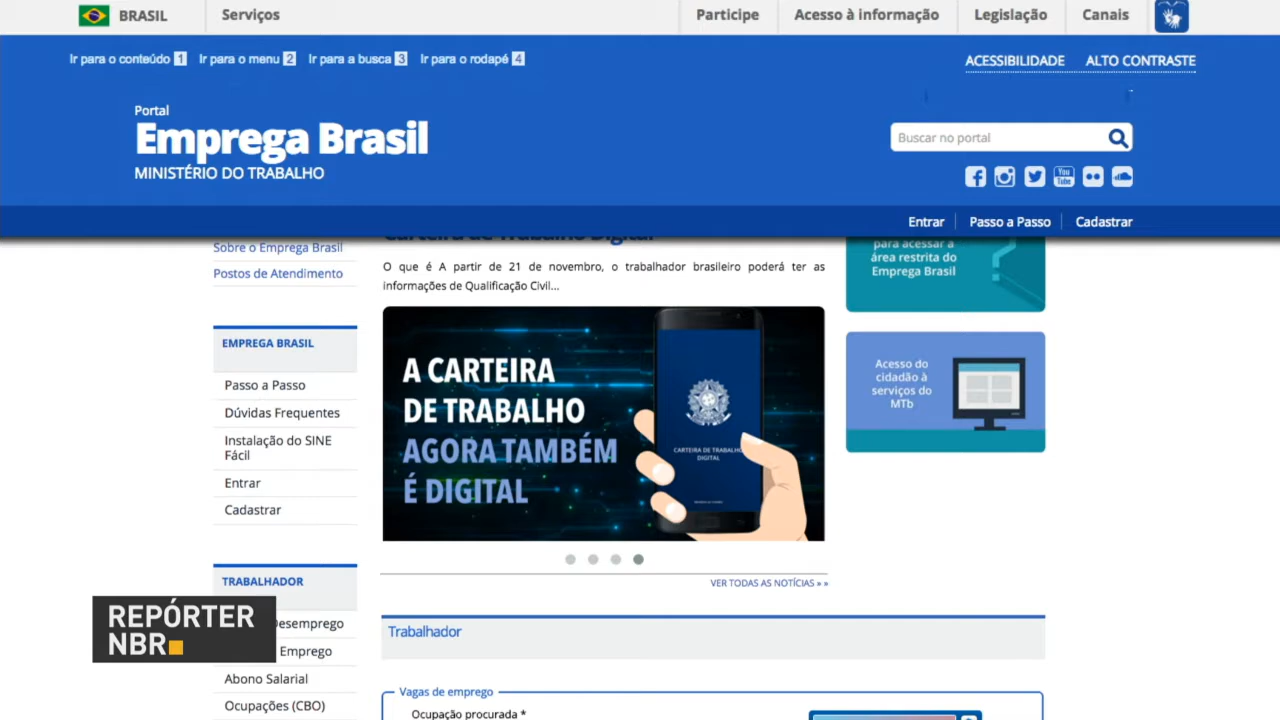 BRASIL
Serviços
Participe
Acesso à informação
Legislação
Canais
Ir para o conteúdo 1
Ir para o menu 2
Ir para a busca 3
Ir para o rodapé 4
ACESSIBILIDADE
ALTO CONTRASTE
Portal
Emprega Brasil
MINISTÉRIO DO TRABALHO
Buscar no portal
You
Tube
Entrar
Passo a Passo
Cadastrar
Sobre o Emprega Brasil
Postos de Atendimento
EMPREGA BRASIL
Passo a Passo
Dúvidas Frequentes
Instalação do SINE
Fácil
Entrar
Cadastrar
TRABALHADOR
Desemprego
Emprego
Abono Salarial
Ocupações (CBO)
Carteira de Trabalho Digital
O que é A partir de 21 de novembro, o trabalhador brasileiro poderá ter as
informações de Qualificação Civil...
A CARTEIRA
DE TRABALHO
AGORA TAMBÉM
É DIGITAL
CARTEIRA DE TRABALHO
DIGITAL
VER TODAS AS NOTÍCIAS » »
Trabalhador
Vagas de emprego
Ocupação procurada *
para acessar a
área restrita do
Emprega Brasil
Acesso do
cidadão à
serviços do
MTb
REPÓRTER
NBR